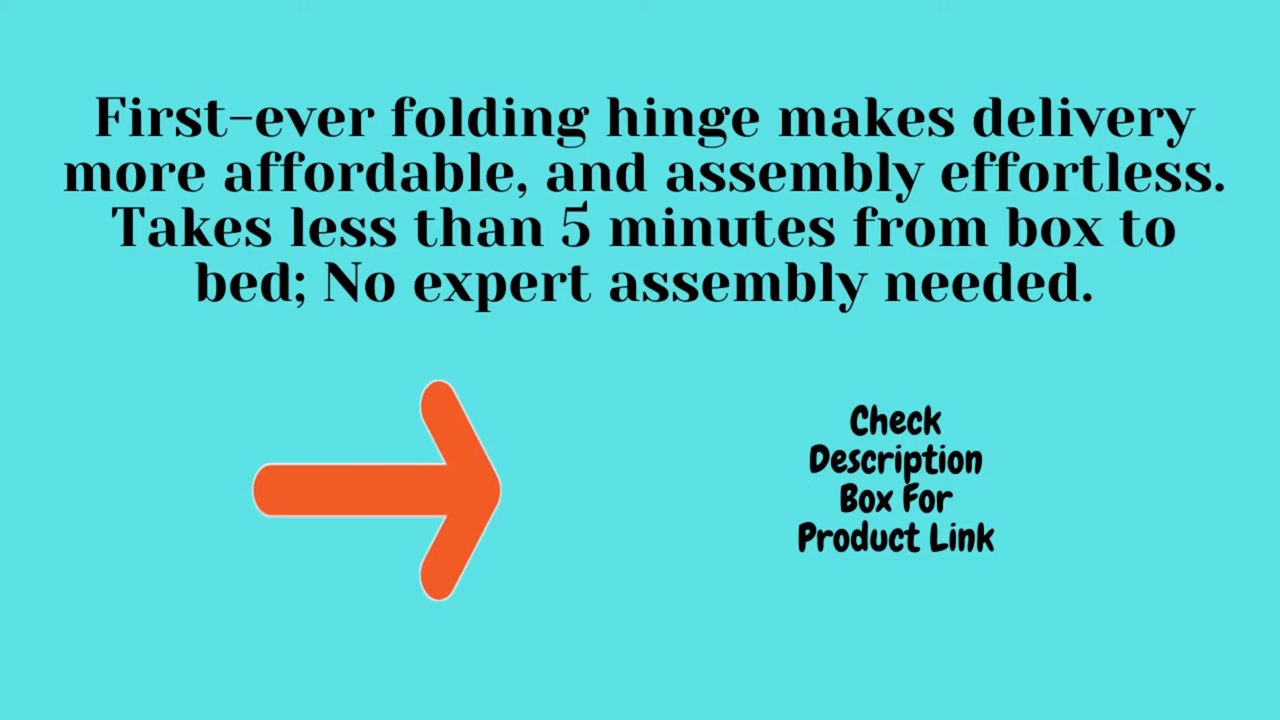 First-ever folding hinge makes delivery
more affordable, and assembly effortless.
Takes less than 5 minutes from box to
bed; No expert assembly needed.
Check
Description
Box For
Product Link